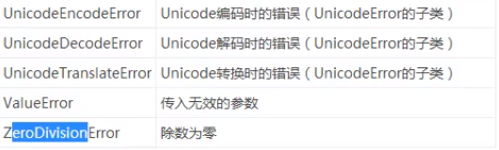 UnicodeEncodeError Unicode编码时的错误（UnicodeError的子类）
UnicodeDecodeError Unicode解码时的错误（UnicodeError的子类）
UnicodeTranslateError Unicode转换时的错误（UnicodeError的子类）
ValueError 传入无效的参数
ZeroDivisionError 除数为零